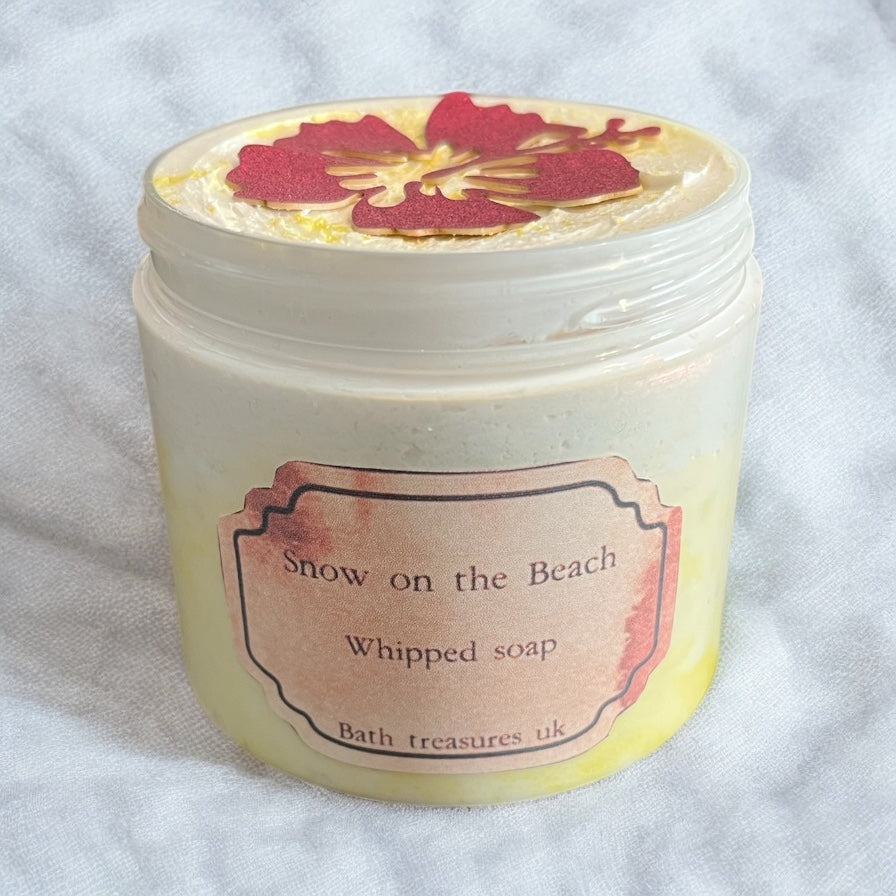 Snow on the Beach
Whipped soap
Bath treasures uk